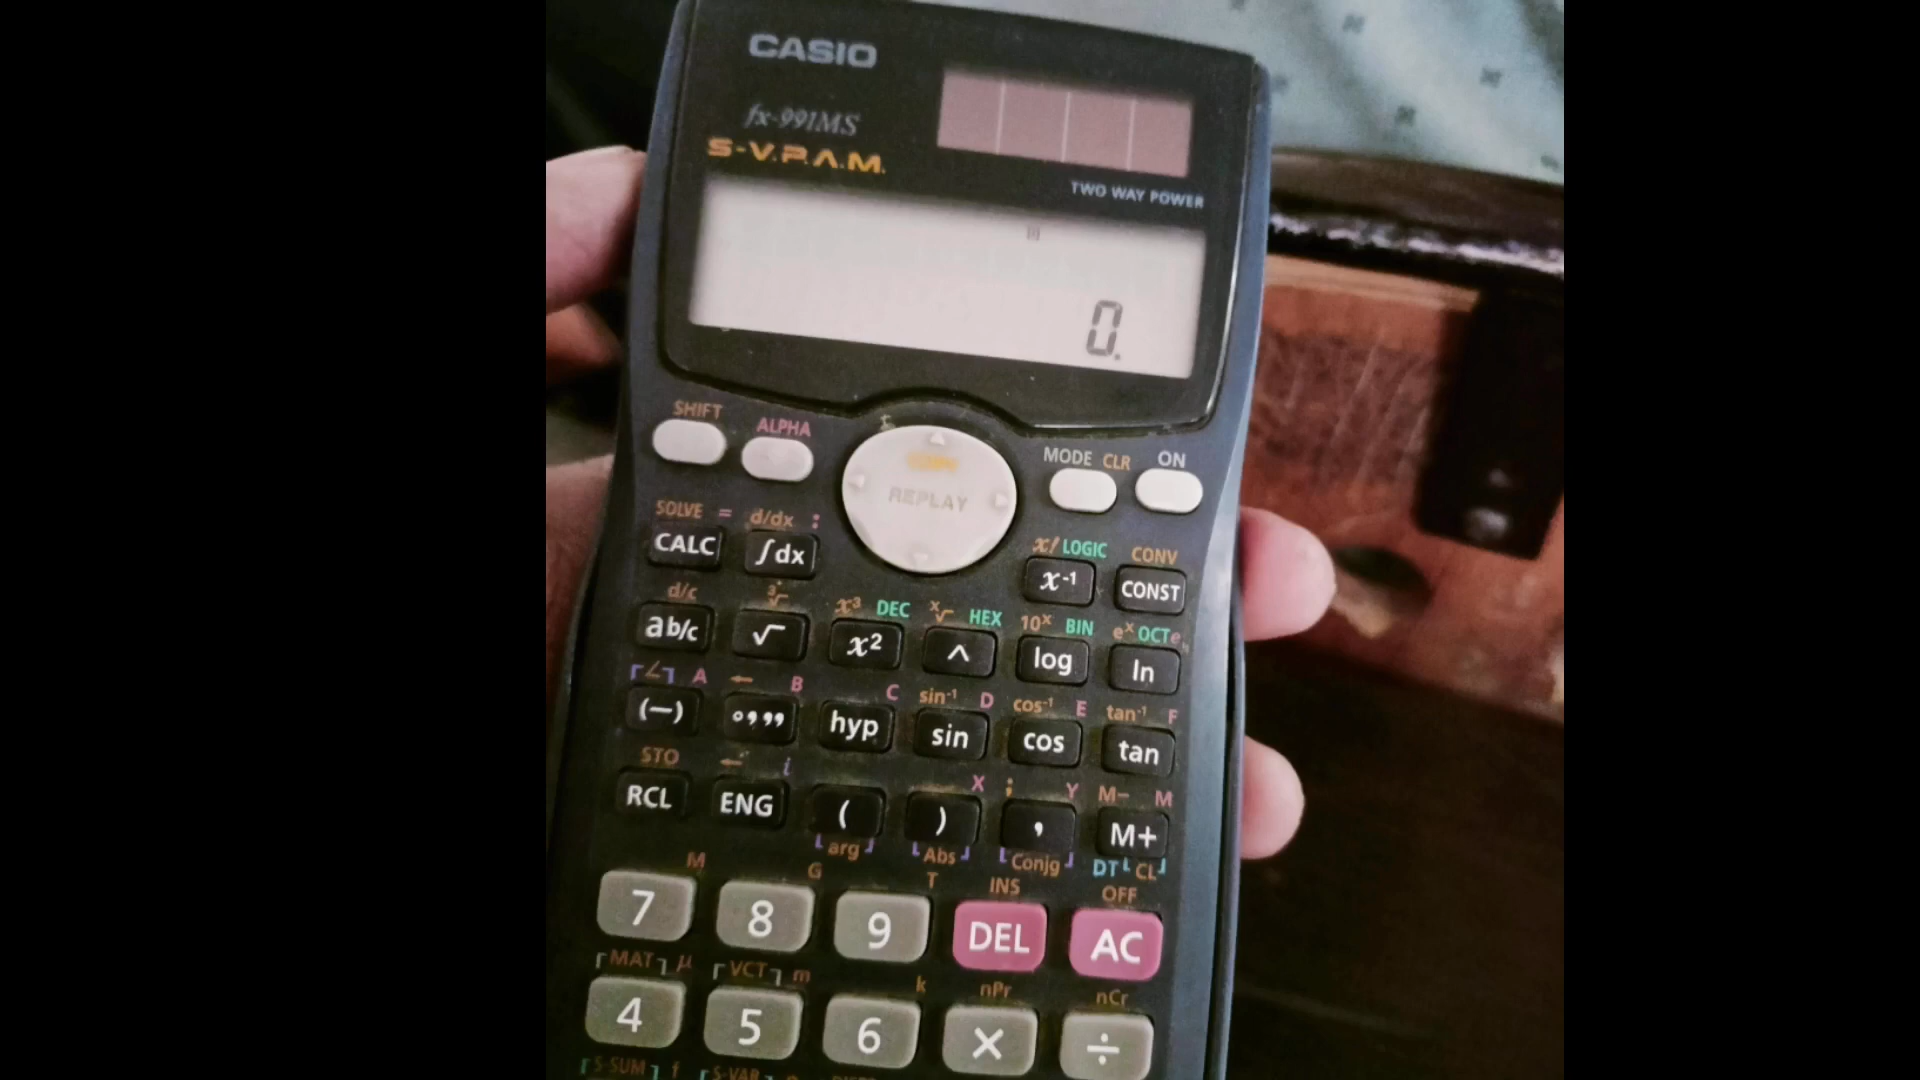 CASIO
fx-991MS
S-V.P.A.M.
TWO WAY POWER
D
0.
SHIFT ALPHA MODE CLR ON
COPY
REPLAY
SOLVE = d/dx :
CALC ∫dx
x! LOGIC CONV
x⁻¹ CONST
d/c ³√ x³ DEC ˣ√ HEX 10ˣ BIN eˣ OCT e
ab/c √ x² ^ log ln
∠ A ← B C sin⁻¹ D cos⁻¹ E tan⁻¹ F
(−) °,,, hyp sin cos tan
STO ← i X ; Y M− M
RCL ENG ( ) , M+
arg Abs Conjg DT CL
M G T INS OFF
7 8 9 DEL AC
MAT μ VCT m k nPr nCr
4 5 6 × ÷
S-SUM f S-VAR